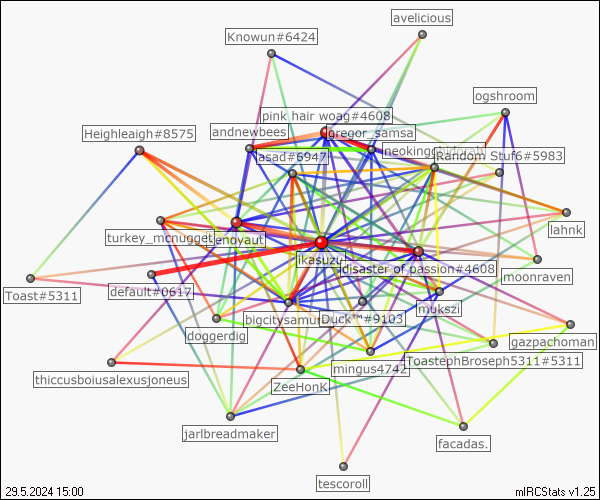 avelicious
Knowun#6424
ogshroom
pink hair woag#4608
Heighleaigh#8575
andnewbees
gregor_samsa
asad#6947
Random Stuf6#5983
lahnk
turkey_mcnugget
enoyaut
ikasuzu
disaster of passion#4608
moonraven
Toast#5311
default#0617
mukszi
bigcitysamur
Duck™#9103
doggerdig
gazpachoman
ToastephBroseph5311#5311
mingus4742
thiccusboiusalexusjoneus
ZeeHonk
jarlbreadmaker
facadas.
tescoroll
29.5.2024 15:00
mIRCStats v1.25